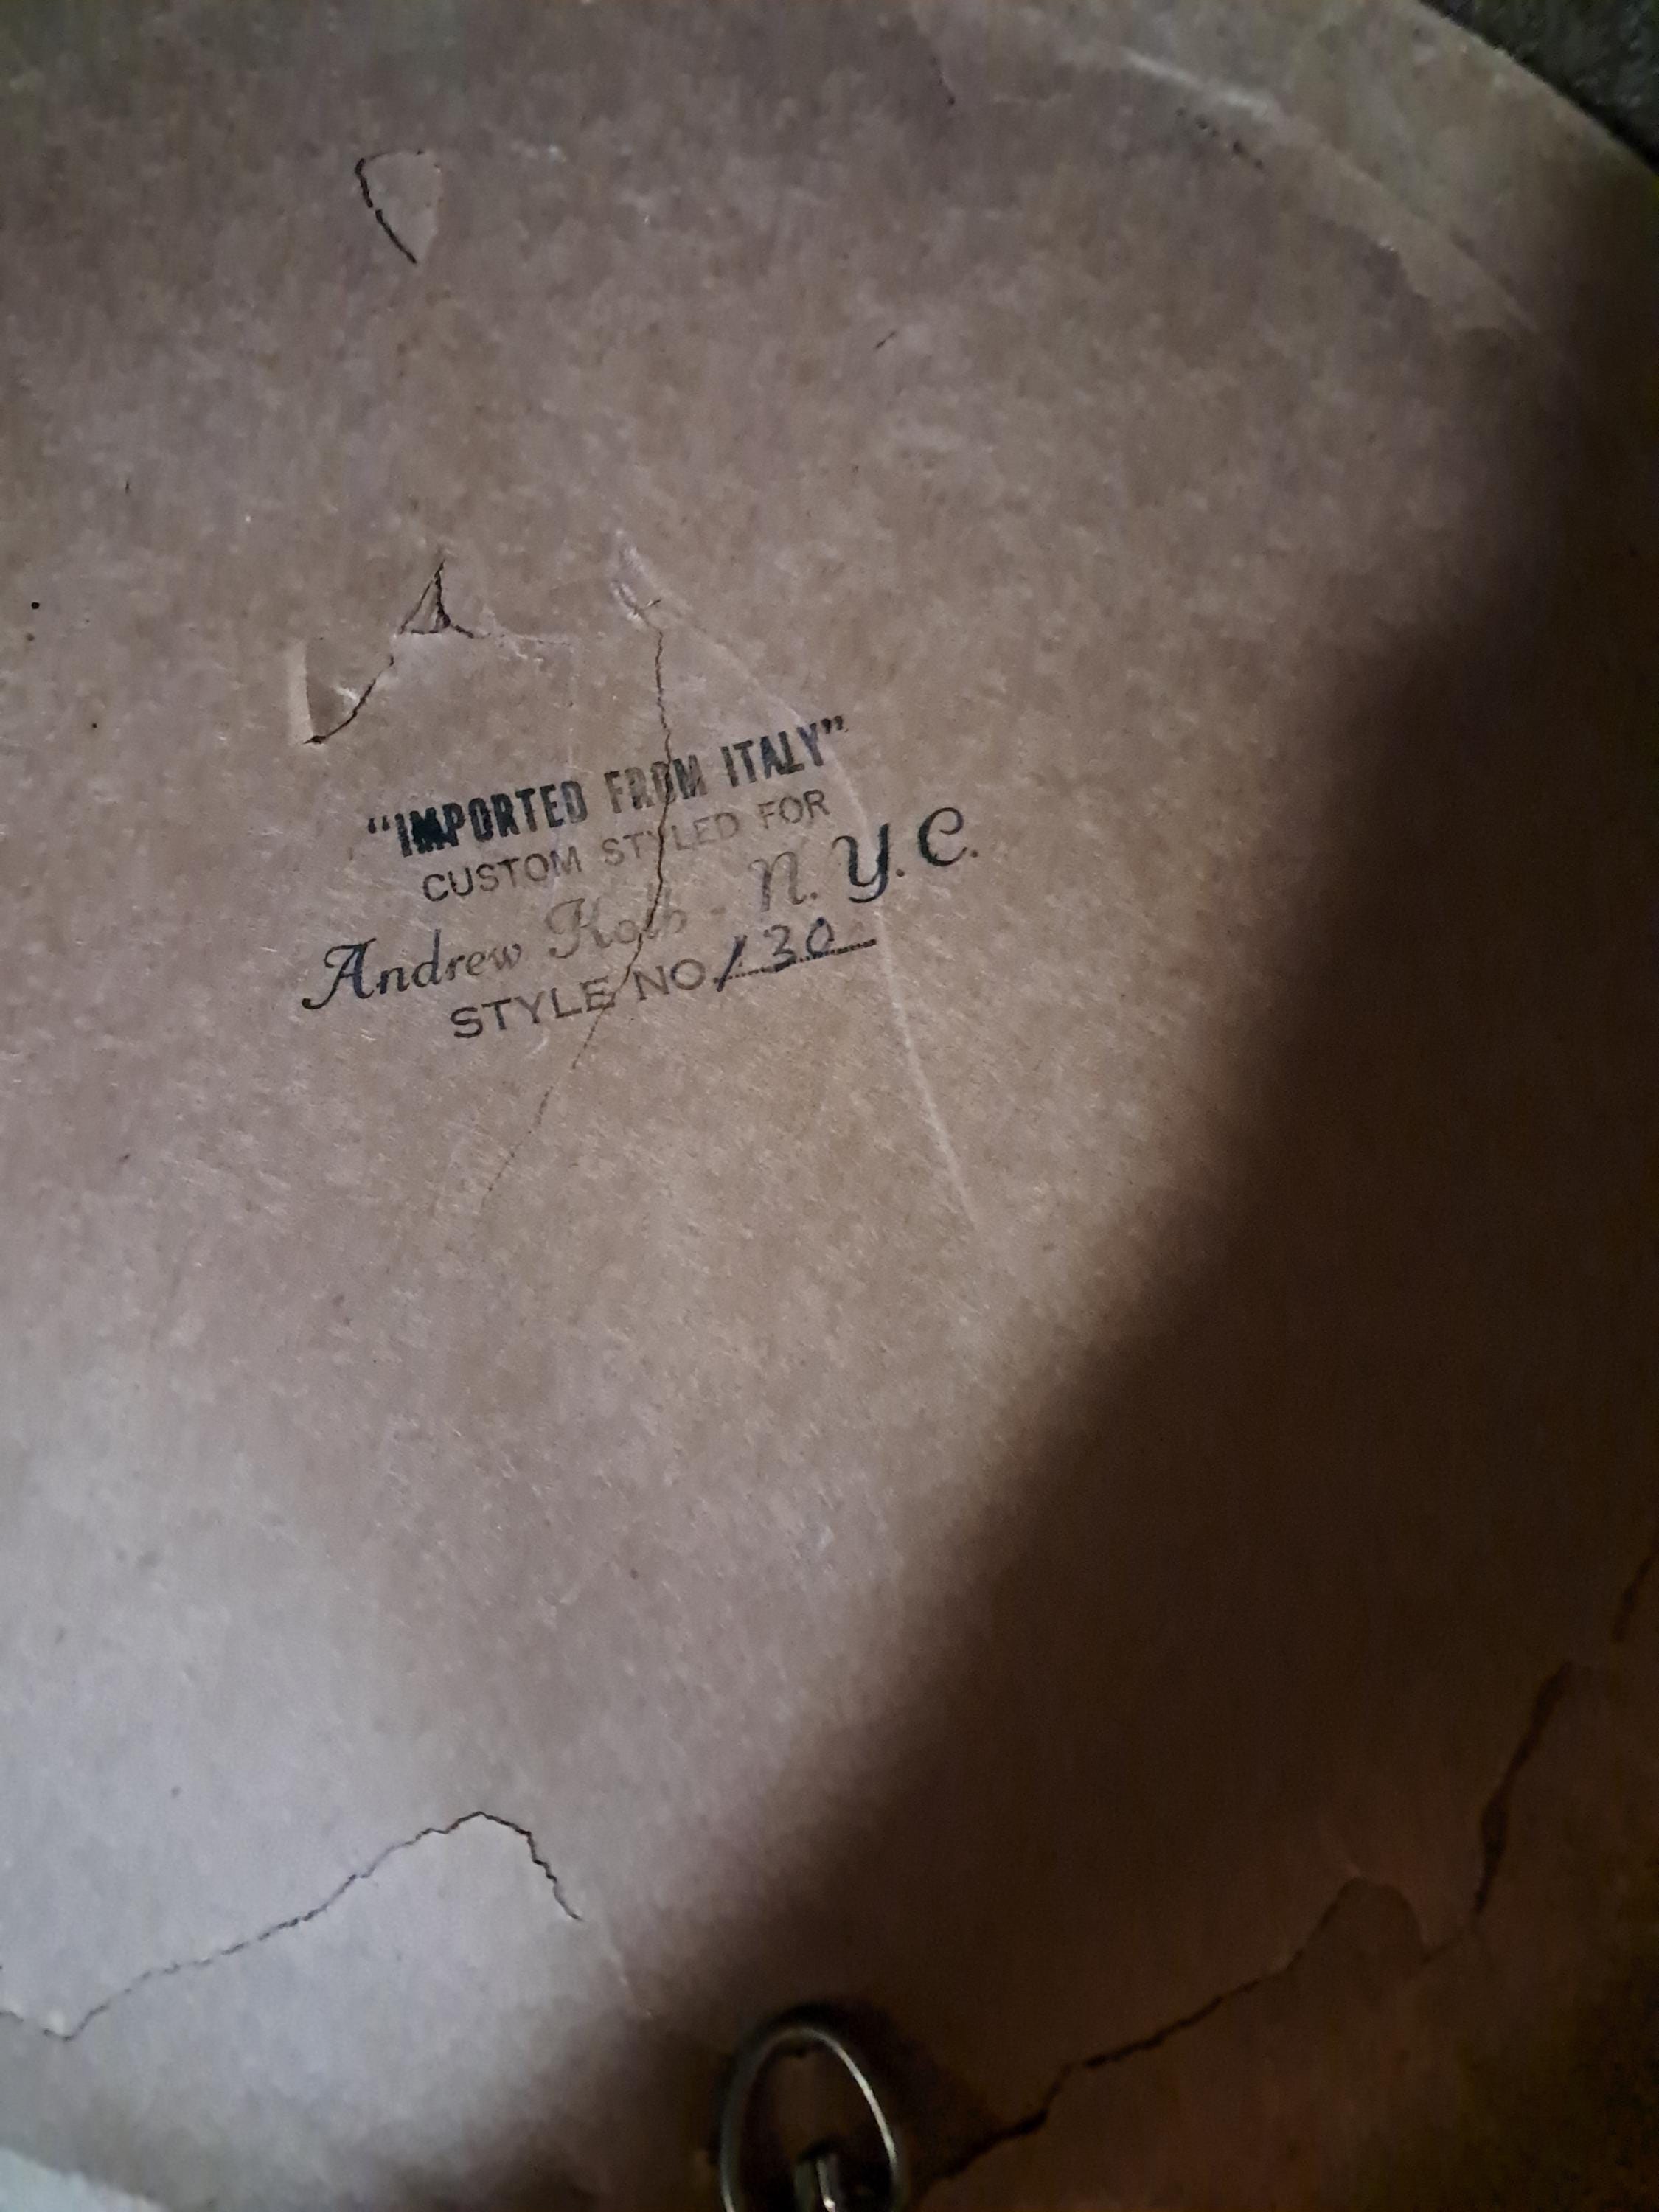 “IMPORTED FROM ITALY”
CUSTOM STYLED FOR
Andrew Kolb - N. Y. C.
STYLE NO. 130